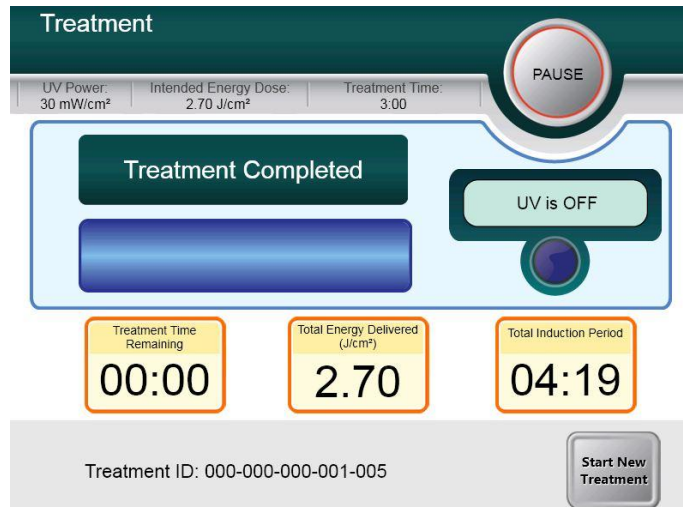 Treatment
PAUSE
UV Power:
30 mW/cm²
Intended Energy Dose:
2.70 J/cm²
Treatment Time:
3:00
Treatment Completed
UV is OFF
Treatment Time
Remaining
00:00
Total Energy Delivered
(J/cm²)
2.70
Total Induction Period
04:19
Treatment ID: 000-000-000-001-005
Start New
Treatment